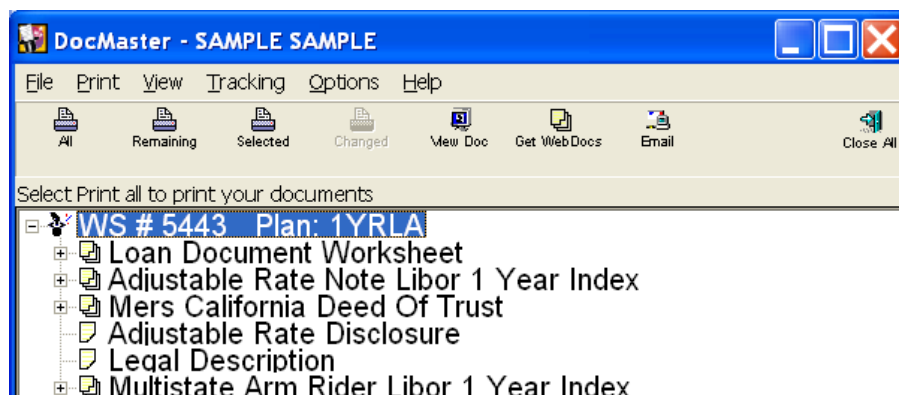 DocMaster - SAMPLE SAMPLE
File Print View Tracking Options Help
All Remaining Selected Changed View Doc Get WebDocs Email Close All
Select Print all to print your documents
WS # 5443 Plan: 1YRLA
Loan Document Worksheet
Adjustable Rate Note Libor 1 Year Index
Mers California Deed Of Trust
Adjustable Rate Disclosure
Legal Description
Multistate Arm Rider Libor 1 Year Index